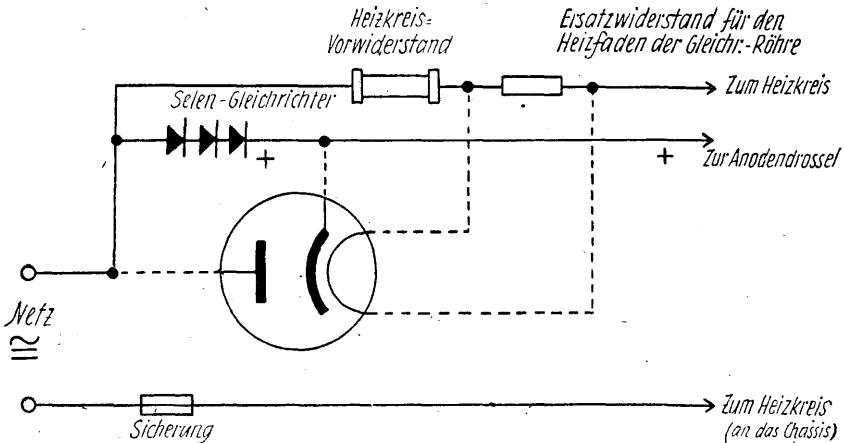 Heizkreis=
Vorwiderstand
Ersatzwiderstand für den
Heizfaden der Gleichr.-Röhre
Zum Heizkreis
Selen-Gleichrichter
+
+
Zur Anodendrossel
Netz
Sicherung
Zum Heizkreis
(an das Chassis)